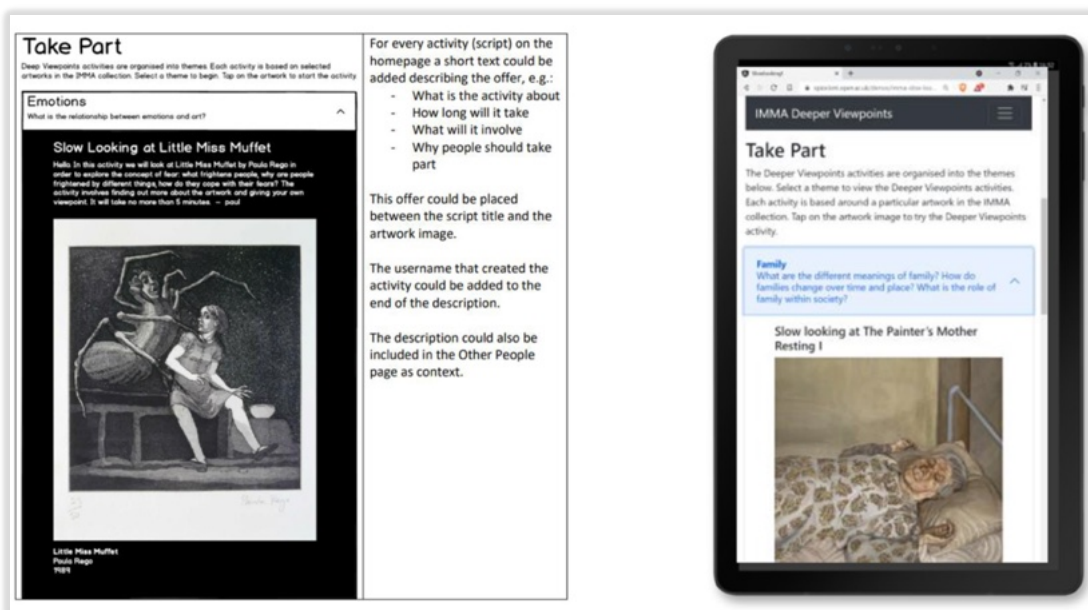 Take Part
Deep Viewpoints activities are organised into themes. Each activity is based on selected
artworks in the IMMA collection. Select a theme to begin. Tap on the artwork to start the activity
Emotions
What is the relationship between emotions and art?
Slow Looking at Little Miss Muffet
Hello. In this activity we will look at Little Miss Muffet by Paula Rego in
order to explore the concept of fear: what frightens people, why are people
frightened by different things, how do they cope with their fears? The
activity involves finding out more about the artwork and giving your own
viewpoint. It will take no more than 5 minutes. – paul
Little Miss Muffet
Paula Rego
1989
For every activity (script) on the
homepage a short text could be
added describing the offer, e.g.:
- What is the activity about
- How long will it take
- What will it involve
- Why people should take
part
This offer could be placed
between the script title and the
artwork image.
The username that created the
activity could be added to the
end of the description.
The description could also be
included in the Other People
page as context.
IMMA Deeper Viewpoints
Take Part
The Deeper Viewpoints activities are organised into the themes
below. Select a theme to view the Deeper Viewpoints activities.
Each activity is based around a particular artwork in the IMMA
collection. Tap on the artwork image to try the Deeper Viewpoints
activity.
Family
What are the different meanings of family? How do
families change over time and place? What is the role of
family within society?
Slow looking at The Painter's Mother
Resting I